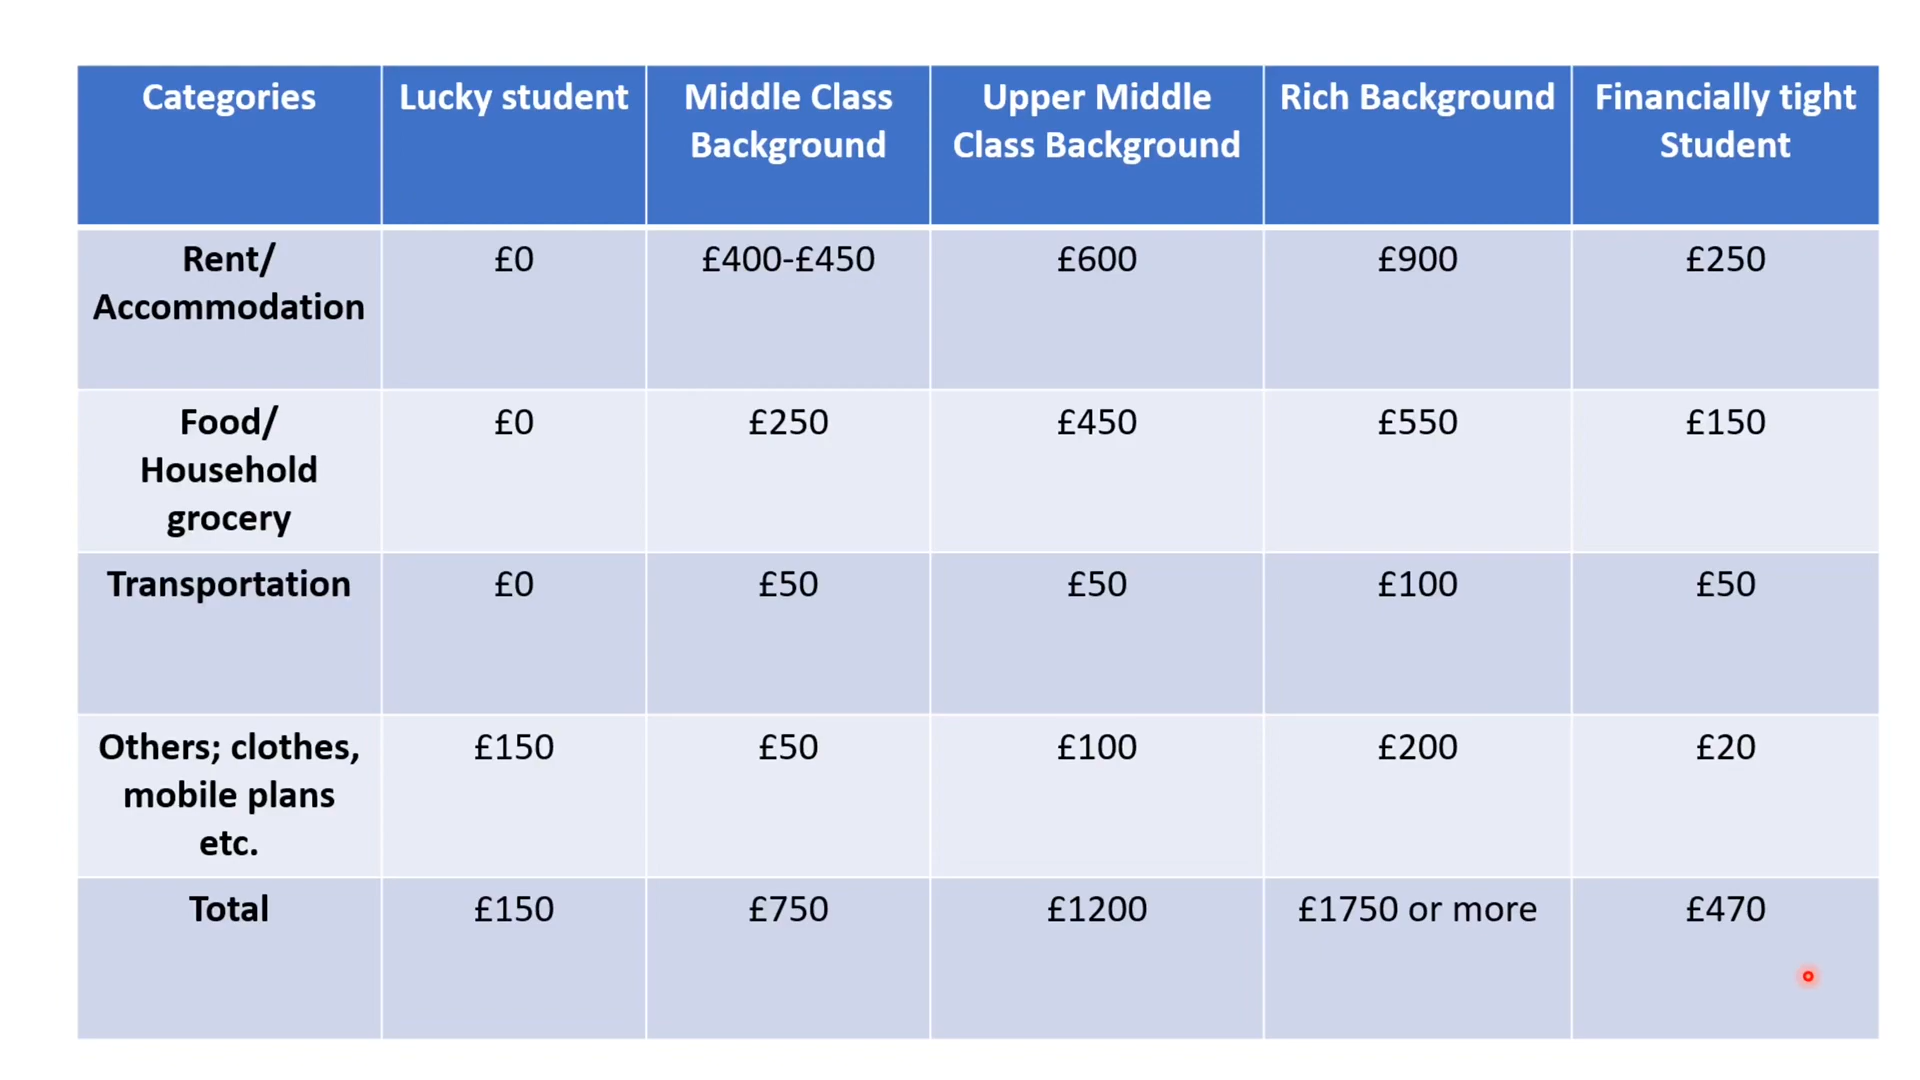 Categories
Lucky student
Middle Class
Background
Upper Middle
Class Background
Rich Background
Financially tight
Student
Rent/
Accommodation
£0
£400-£450
£600
£900
£250
Food/
Household
grocery
£0
£250
£450
£550
£150
Transportation
£0
£50
£50
£100
£50
Others; clothes,
mobile plans
etc.
£150
£50
£100
£200
£20
Total
£150
£750
£1200
£1750 or more
£470